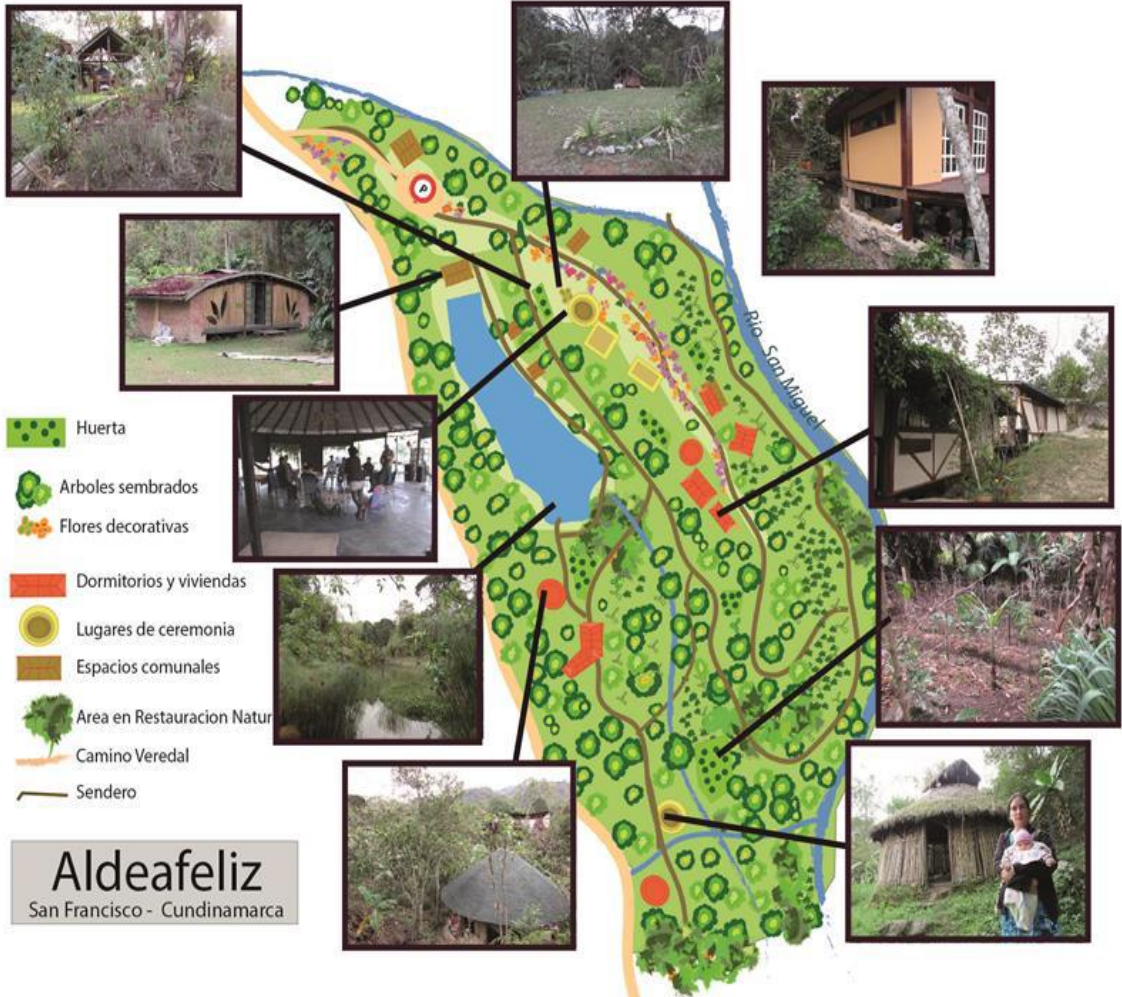 P
Rio San Miguel
Huerta
Arboles sembrados
Flores decorativas
Dormitorios y viviendas
Lugares de ceremonia
Espacios comunales
Area en Restauracion Natur
Camino Veredal
Sendero
Aldeafeliz
San Francisco - Cundinamarca